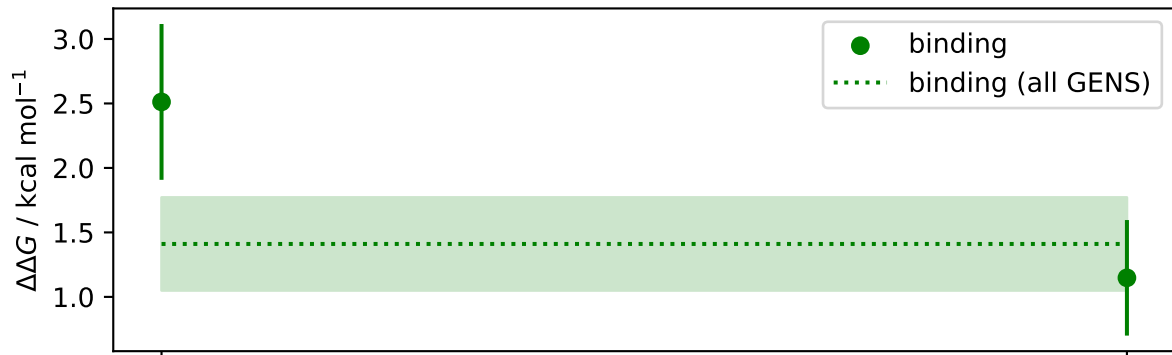 3.0
2.5
2.0
1.5
1.0
ΔΔG / kcal mol⁻¹
binding
binding (all GENS)